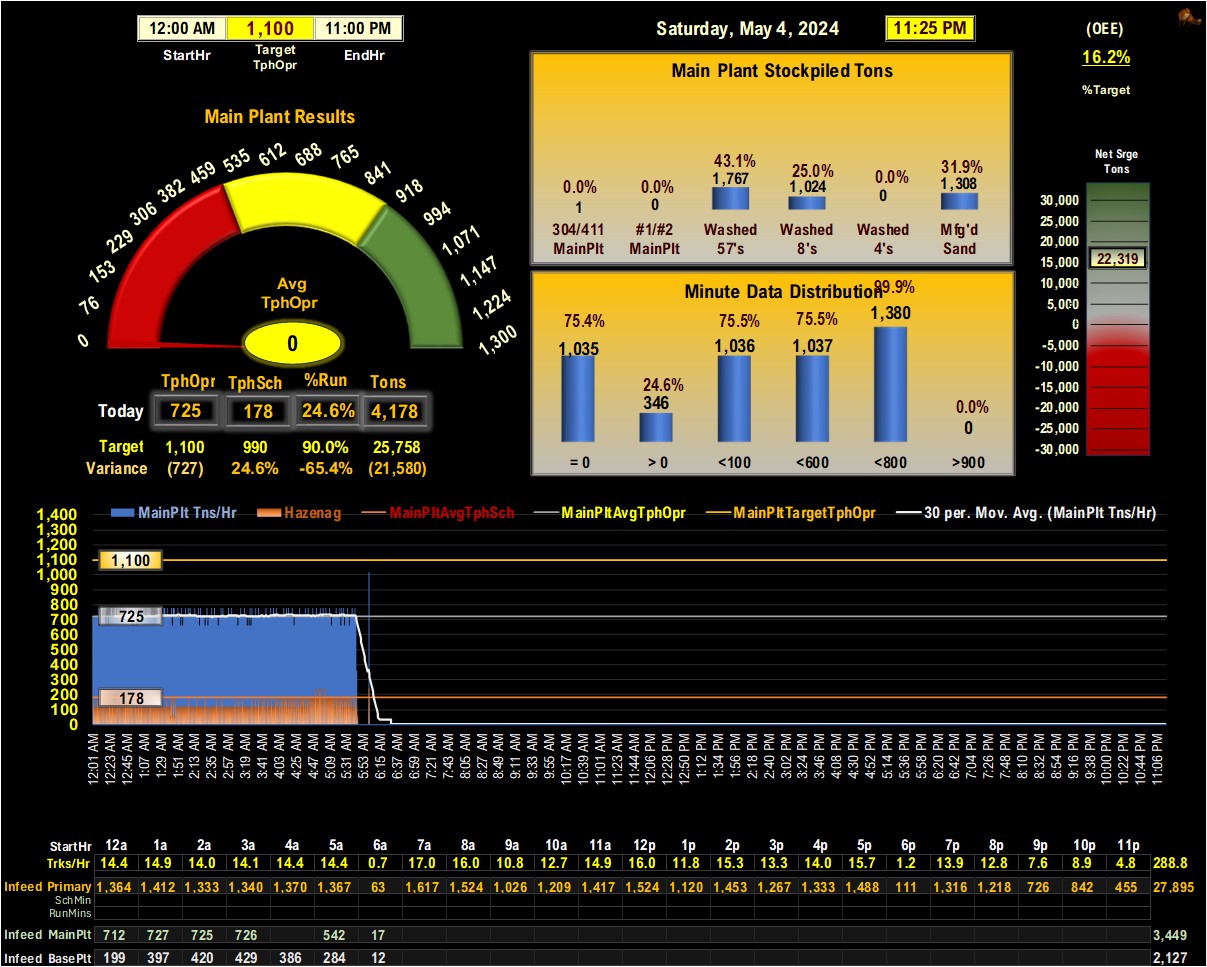 12:00 AM 1,100 11:00 PM
StartHr Target TphOpr EndHr
Saturday, May 4, 2024 11:25 PM
(OEE)
16.2%
%Target
Main Plant Results
0 76 153 229 306 382 459 535 612 688 765 841 918 994 1,071 1,147 1,224 1,300
Avg
TphOpr
0
TphOpr TphSch %Run Tons
Today 725 178 24.6% 4,178
Target 1,100 990 90.0% 25,758
Variance (727) 24.6% -65.4% (21,580)
Main Plant Stockpiled Tons
0.0% 0.0% 43.1% 25.0% 0.0% 31.9%
1 0 1,767 1,024 0 1,308
304/411 #1/#2 Washed Washed Washed Mfg'd
MainPlt MainPlt 57's 8's 4's Sand
Minute Data Distribution
75.4% 24.6% 75.5% 75.5% 99.9% 0.0%
1,035 346 1,036 1,037 1,380 0
= 0 > 0 <100 <600 <800 >900
Net Srge
Tons
30,000
25,000
20,000
15,000
22,319
10,000
5,000
0
-5,000
-10,000
-15,000
-20,000
-25,000
-30,000
MainPlt Tns/Hr Hazenag MainPltAvgTphSch MainPltAvgTphOpr MainPltTargetTphOpr 30 per. Mov. Avg. (MainPlt Tns/Hr)
1,400
1,300
1,200
1,100 1,100
1,000
900
800
700 725
600
500
400
300
200 178
100
0
12:01 AM 12:23 AM 12:45 AM 1:07 AM 1:29 AM 1:51 AM 2:13 AM 2:35 AM 2:57 AM 3:19 AM 3:41 AM 4:03 AM 4:25 AM 4:47 AM 5:09 AM 5:31 AM 5:53 AM 6:15 AM 6:37 AM 6:59 AM 7:21 AM 7:43 AM 8:05 AM 8:27 AM 8:49 AM 9:11 AM 9:33 AM 9:55 AM 10:17 AM 10:39 AM 11:01 AM 11:23 AM 11:44 AM 12:06 PM 12:28 PM 12:50 PM 1:12 PM 1:34 PM 1:56 PM 2:18 PM 2:40 PM 3:02 PM 3:24 PM 3:46 PM 4:08 PM 4:30 PM 4:52 PM 5:14 PM 5:36 PM 5:58 PM 6:20 PM 6:42 PM 7:04 PM 7:26 PM 7:48 PM 8:10 PM 8:32 PM 8:54 PM 9:16 PM 9:38 PM 10:00 PM 10:22 PM 10:44 PM 11:06 PM
StartHr 12a 1a 2a 3a 4a 5a 6a 7a 8a 9a 10a 11a 12p 1p 2p 3p 4p 5p 6p 7p 8p 9p 10p 11p
Trks/Hr 14.4 14.9 14.0 14.1 14.4 14.4 0.7 17.0 16.0 10.8 12.7 14.9 16.0 11.8 15.3 13.3 14.0 15.7 1.2 13.9 12.8 7.6 8.9 4.8 288.8
Infeed Primary 1,364 1,412 1,333 1,340 1,370 1,367 63 1,617 1,524 1,026 1,209 1,417 1,524 1,120 1,453 1,267 1,333 1,488 111 1,316 1,218 726 842 455 27,895
SchMin
RunMins
Infeed MainPlt 712 727 725 726 542 17 3,449
Infeed BasePlt 199 397 420 429 386 284 12 2,127